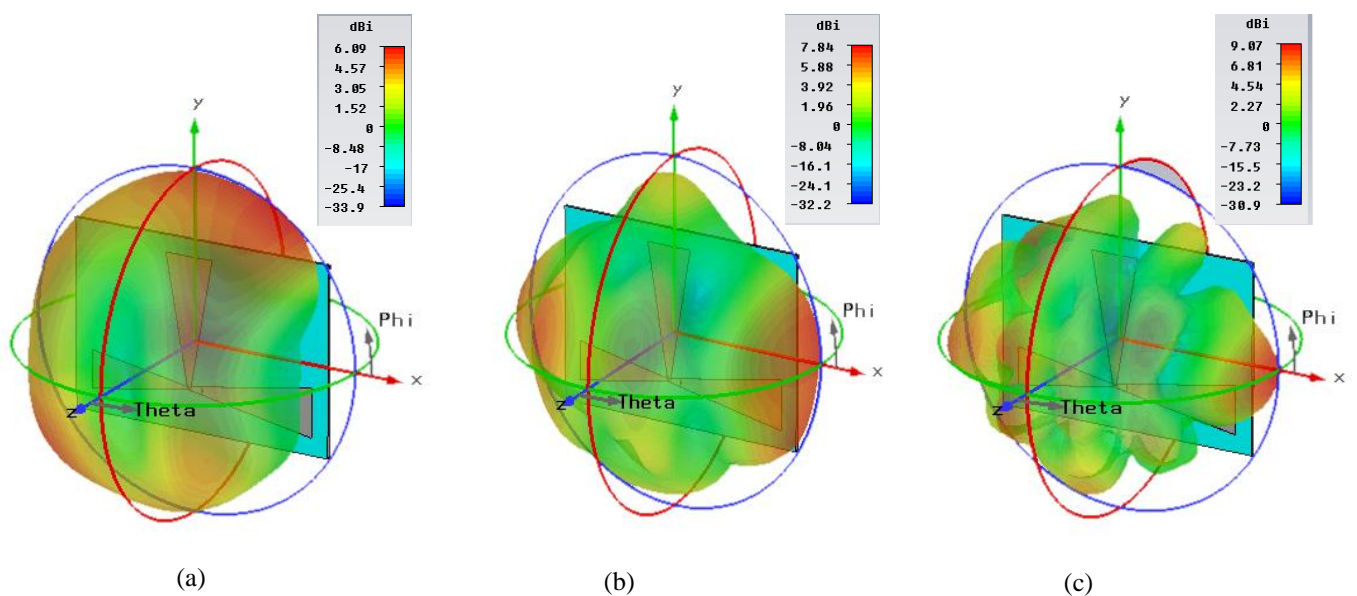 dBi
6.09
4.57
3.05
1.52
0
-8.48
-17
-25.4
-33.9
y
Phi
x
z
Theta
(a)
dBi
7.84
5.88
3.92
1.96
0
-8.04
-16.1
-24.1
-32.2
y
Phi
x
z
Theta
(b)
dBi
9.07
6.81
4.54
2.27
0
-7.73
-15.5
-23.2
-30.9
y
Phi
x
z
Theta
(c)